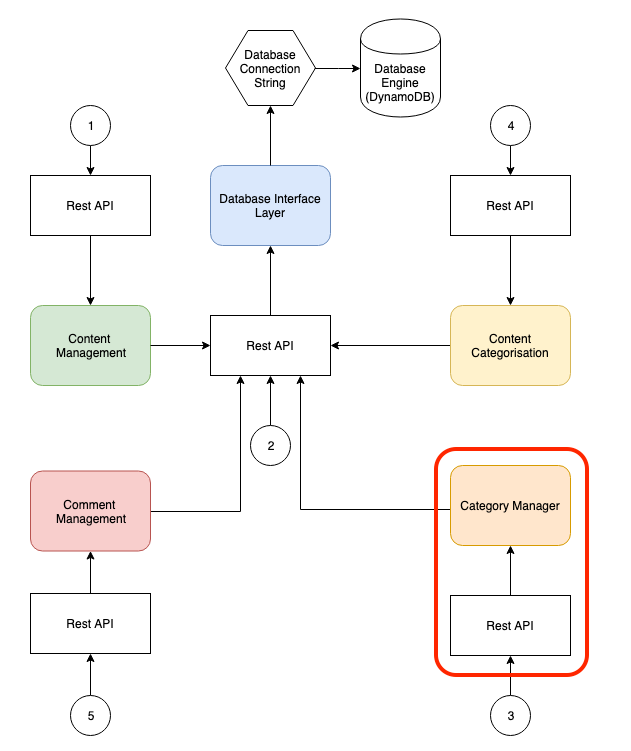 Database
Connection
String
Database
Engine
(DynamoDB)
1
4
Rest API
Database Interface
Layer
Rest API
Content
Management
Rest API
Content
Categorisation
2
Comment
Management
Category Manager
Rest API
Rest API
5
3